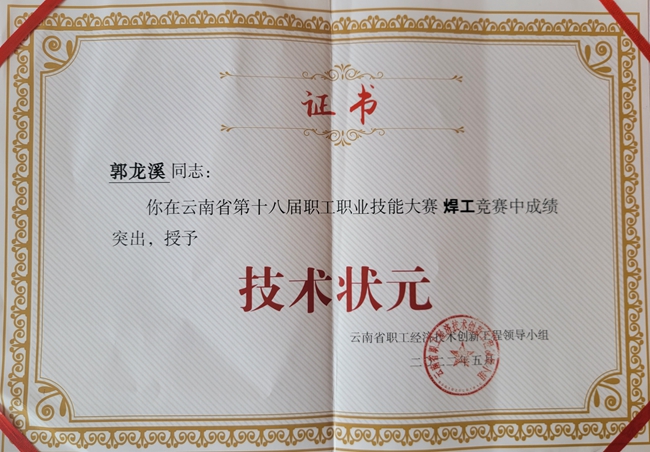 证书
郭龙溪同志：
你在云南省第十八届职工职业技能大赛 焊工竞赛中成绩
突出，授予
技术状元
云南省职工经济技术创新工程领导小组
二〇二二年五月